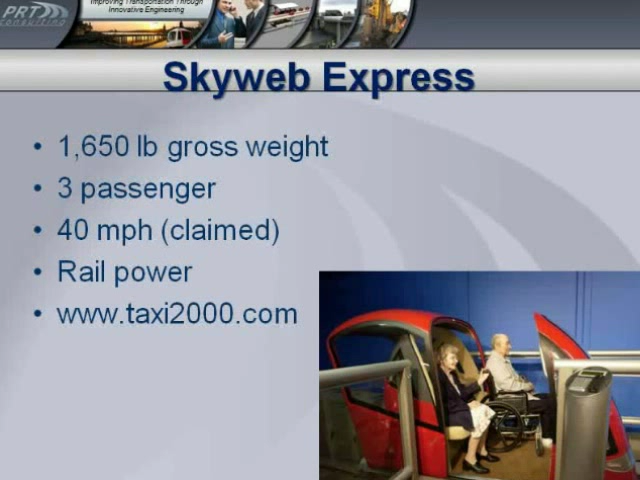 PRT
consulting
Improving Transportation Through
Innovative Engineering
Skyweb Express
• 1,650 lb gross weight
• 3 passenger
• 40 mph (claimed)
• Rail power
• www.taxi2000.com